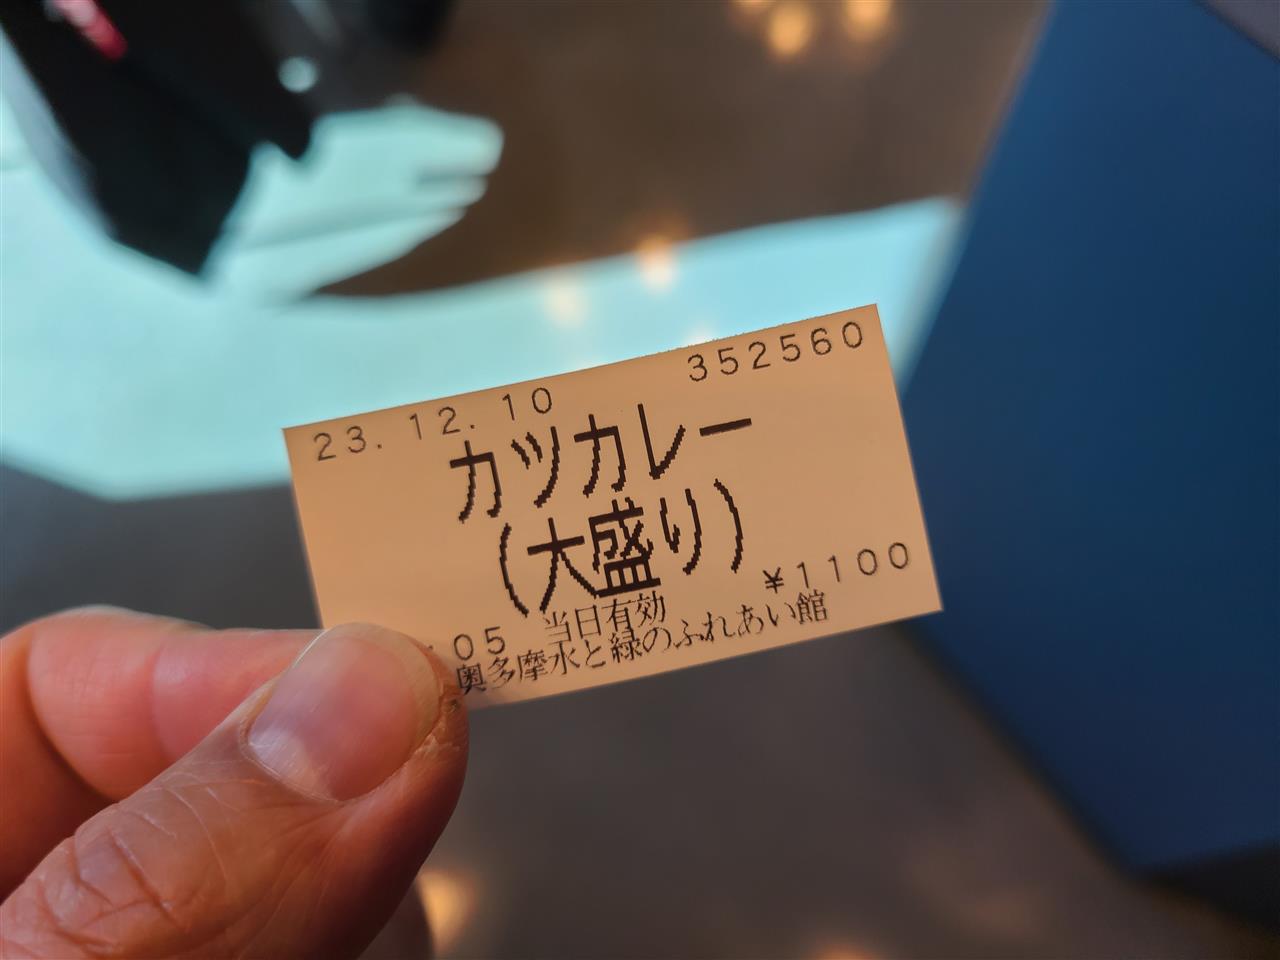 23.12.10 352560
カツカレー
(大盛り)
¥1100
.05 当日有効
奥多摩水と緑のふれあい館